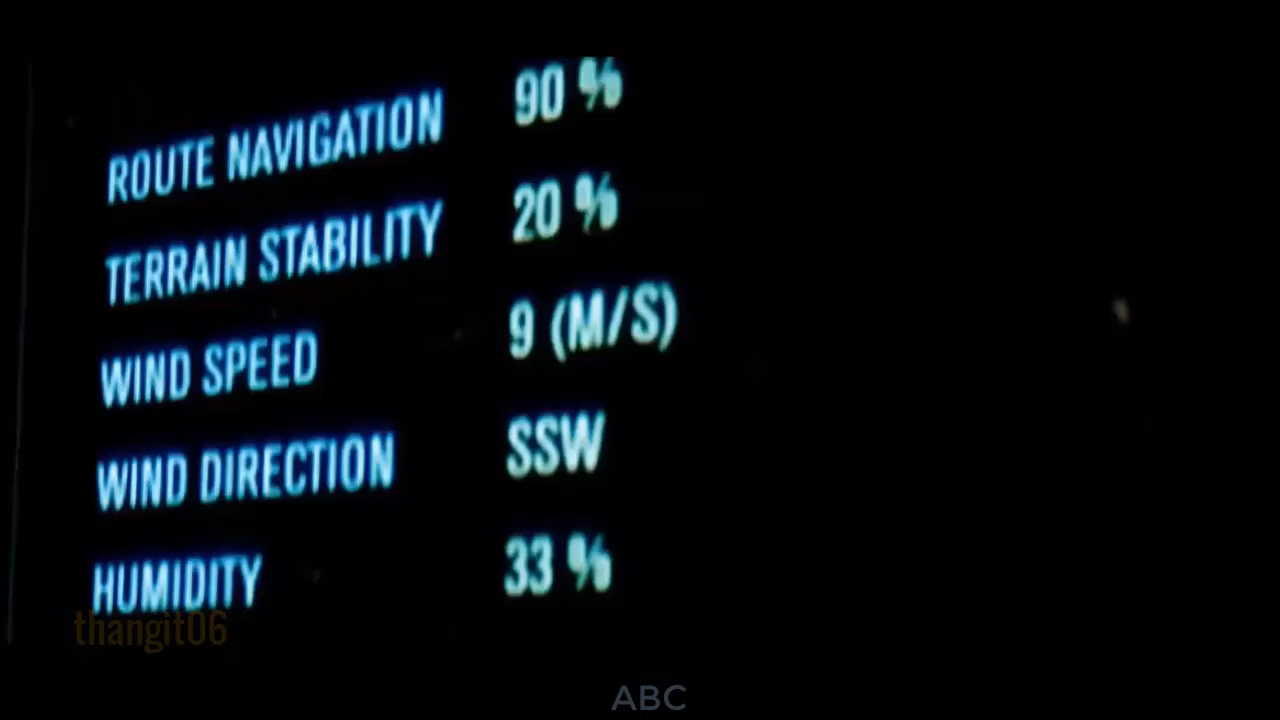 ROUTE NAVIGATION 90 %
TERRAIN STABILITY 20 %
WIND SPEED 9 (M/S)
WIND DIRECTION SSW
HUMIDITY 33 %
thangit06
ABC